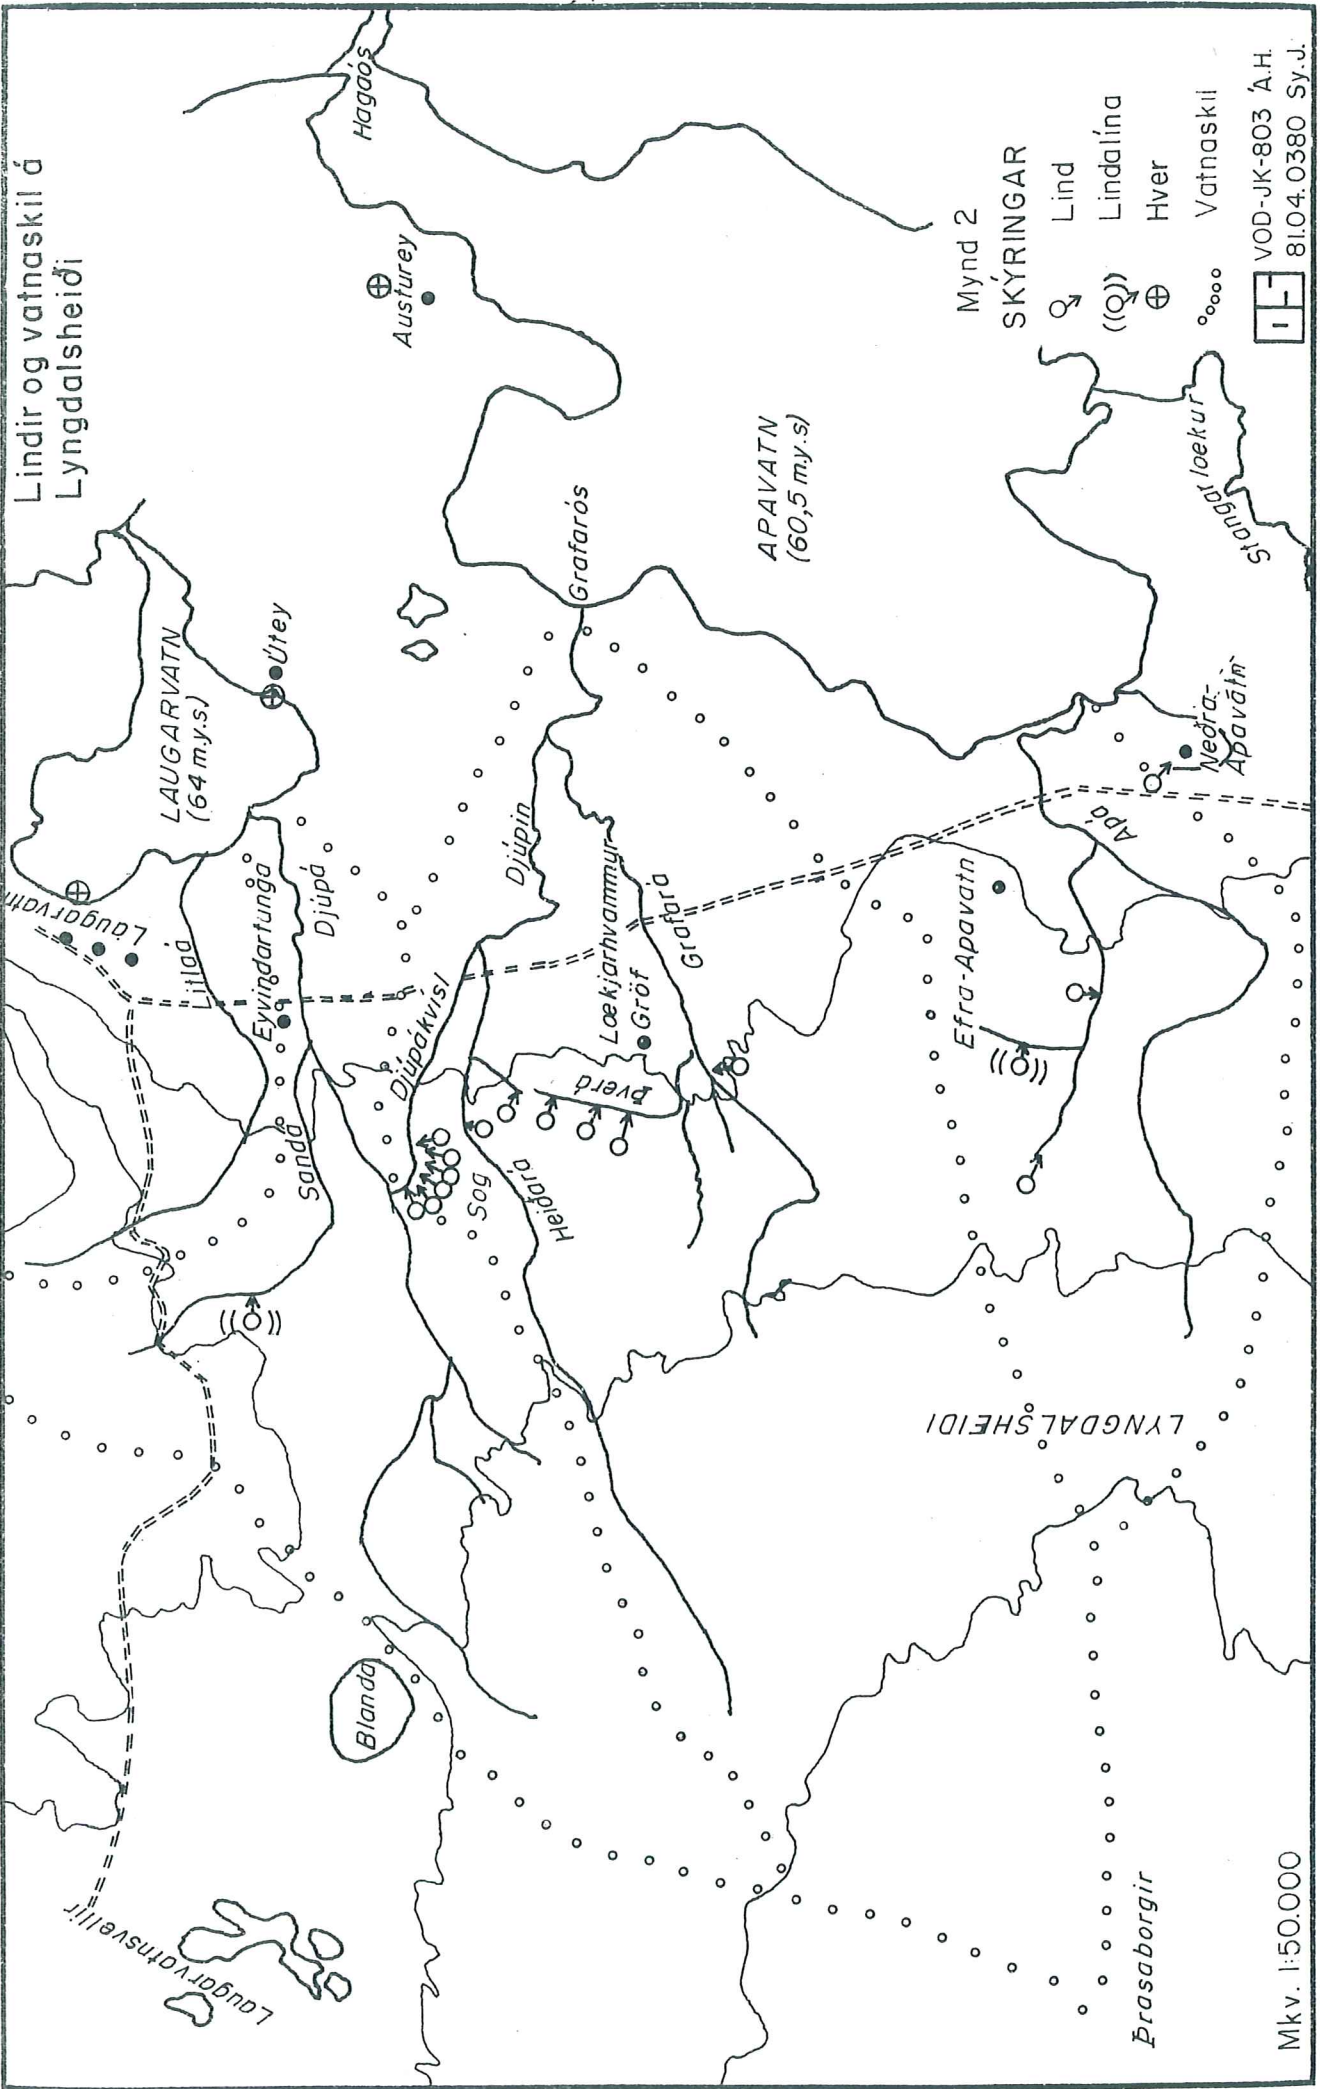 Lindir og vatnaskil á
Lyngdalsheiði
Hagaós
Austurey
LAUGARVATN
(64 m.y.s)
Útey
Laugarvatn
Litlaá
Eyvindartunga
Djúpá
Sandá
Djúpákvísl
Djúpin
Grafarós
APAVATN
(60,5 m.y.s)
Lækjarhvammur
Gröf
Grafará
Þverá
Sog
Heiðará
Efra-Apavatn
Apá
Neðra-
Apavatn
Stangarloekur
LYNGDALSHEIDI
Blanda
Laugarvatnsvellir
Þrasaborgir
Mkv. 1:50.000
Mynd 2
SKÝRINGAR
Lind
Lindalína
Hver
Vatnaskil
VOD-JK-803 Á.H.
81.04.0380 Sy.J.